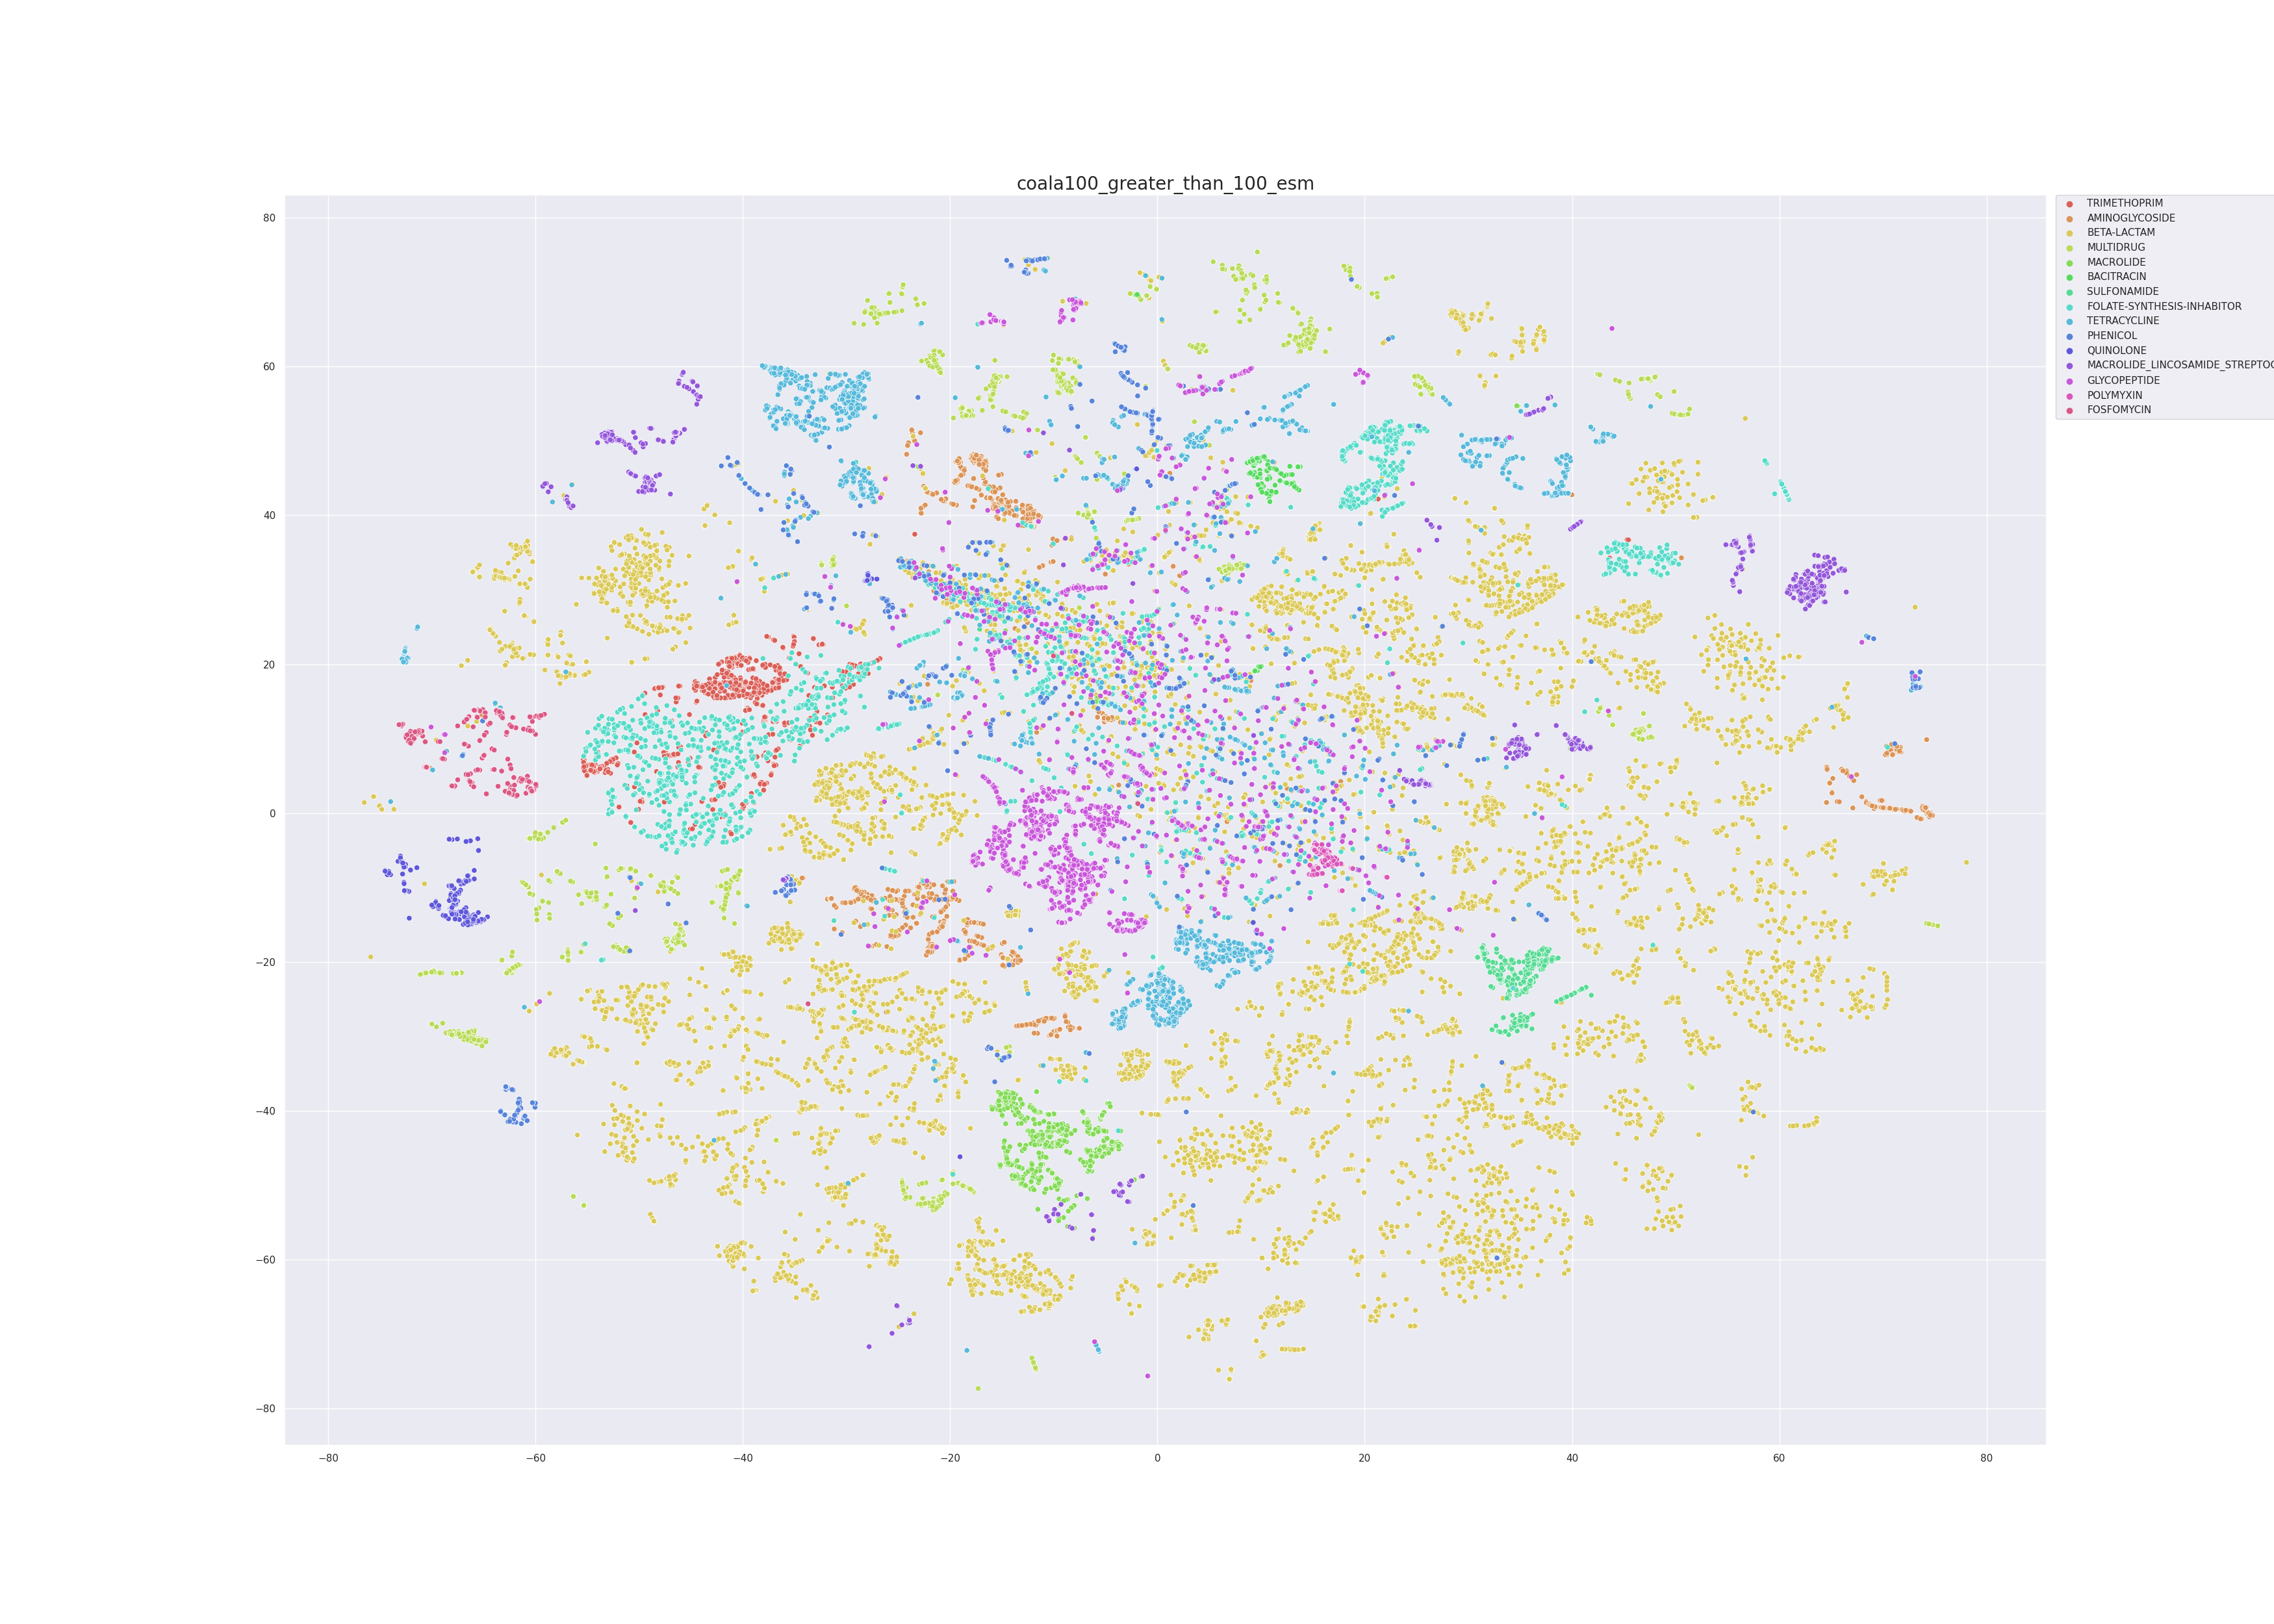 coala100_greater_than_100_esm
TRIMETHOPRIM
AMINOGLYCOSIDE
BETA-LACTAM
MULTIDRUG
MACROLIDE
BACITRACIN
SULFONAMIDE
FOLATE-SYNTHESIS-INHABITOR
TETRACYCLINE
PHENICOL
QUINOLONE
MACROLIDE_LINCOSAMIDE_STREPTOG
GLYCOPEPTIDE
POLYMYXIN
FOSFOMYCIN
80
60
40
20
0
−20
−40
−60
−80
−80 −60 −40 −20 0 20 40 60 80